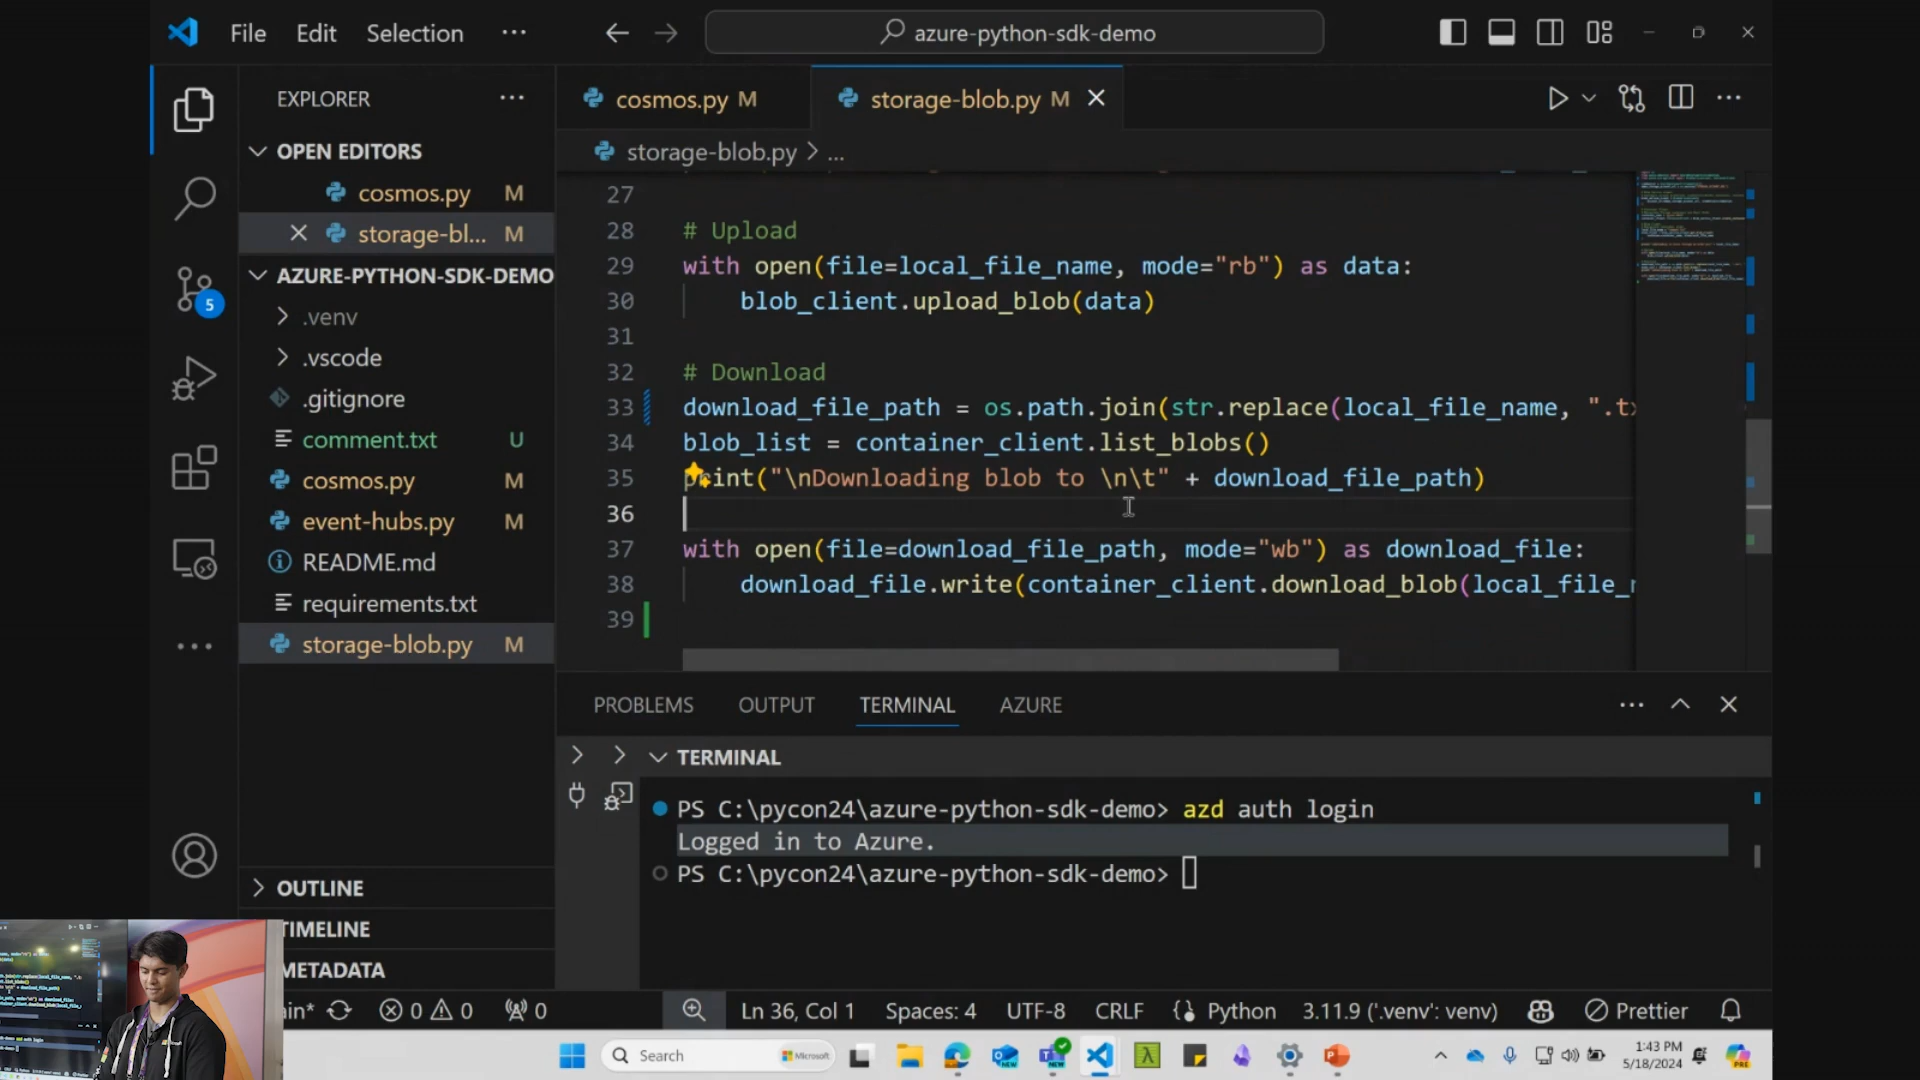 File Edit Selection ...
azure-python-sdk-demo
EXPLORER
OPEN EDITORS
cosmos.py M
storage-bl... M
AZURE-PYTHON-SDK-DEMO
.venv
.vscode
.gitignore
comment.txt U
cosmos.py M
event-hubs.py M
README.md
requirements.txt
storage-blob.py M
OUTLINE
TIMELINE
METADATA
5
cosmos.py M
storage-blob.py M
storage-blob.py > ...
27
28 # Upload
29 with open(file=local_file_name, mode="rb") as data:
30 blob_client.upload_blob(data)
31
32 # Download
33 download_file_path = os.path.join(str.replace(local_file_name, ".t
34 blob_list = container_client.list_blobs()
35 print("\nDownloading blob to \n\t" + download_file_path)
36
37 with open(file=download_file_path, mode="wb") as download_file:
38 download_file.write(container_client.download_blob(local_file_
39
PROBLEMS OUTPUT TERMINAL AZURE
TERMINAL
PS C:\pycon24\azure-python-sdk-demo> azd auth login
Logged in to Azure.
PS C:\pycon24\azure-python-sdk-demo>
ain* 0 0 0 Ln 36, Col 1 Spaces: 4 UTF-8 CRLF Python 3.11.9 ('.venv': venv) Prettier
Search Microsoft
1:43 PM
5/18/2024